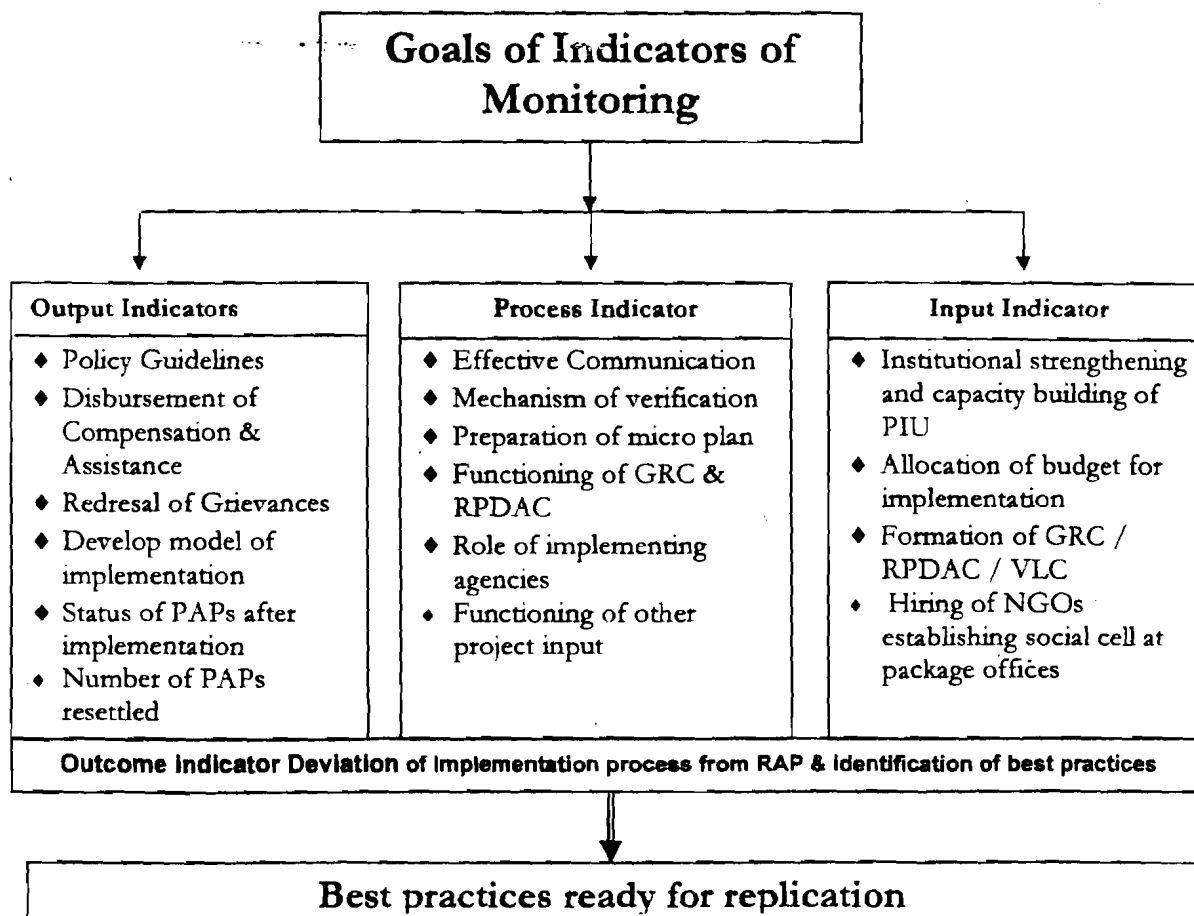 Goals of Indicators of
Monitoring
Output Indicators
♦ Policy Guidelines
♦ Disbursement of
Compensation &
Assistance
♦ Redresal of Grievances
♦ Develop model of
implementation
♦ Status of PAPs after
implementation
♦ Number of PAPs
resettled
Process Indicator
♦ Effective Communication
♦ Mechanism of verification
♦ Preparation of micro plan
♦ Functioning of GRC &
RPDAC
♦ Role of implementing
agencies
♦ Functioning of other
project input
Input Indicator
♦ Institutional strengthening
and capacity building of
PIU
♦ Allocation of budget for
implementation
♦ Formation of GRC /
RPDAC / VLC
♦ Hiring of NGOs
establishing social cell at
package offices
Outcome indicator Deviation of implementation process from RAP & identification of best practices
Best practices ready for replication